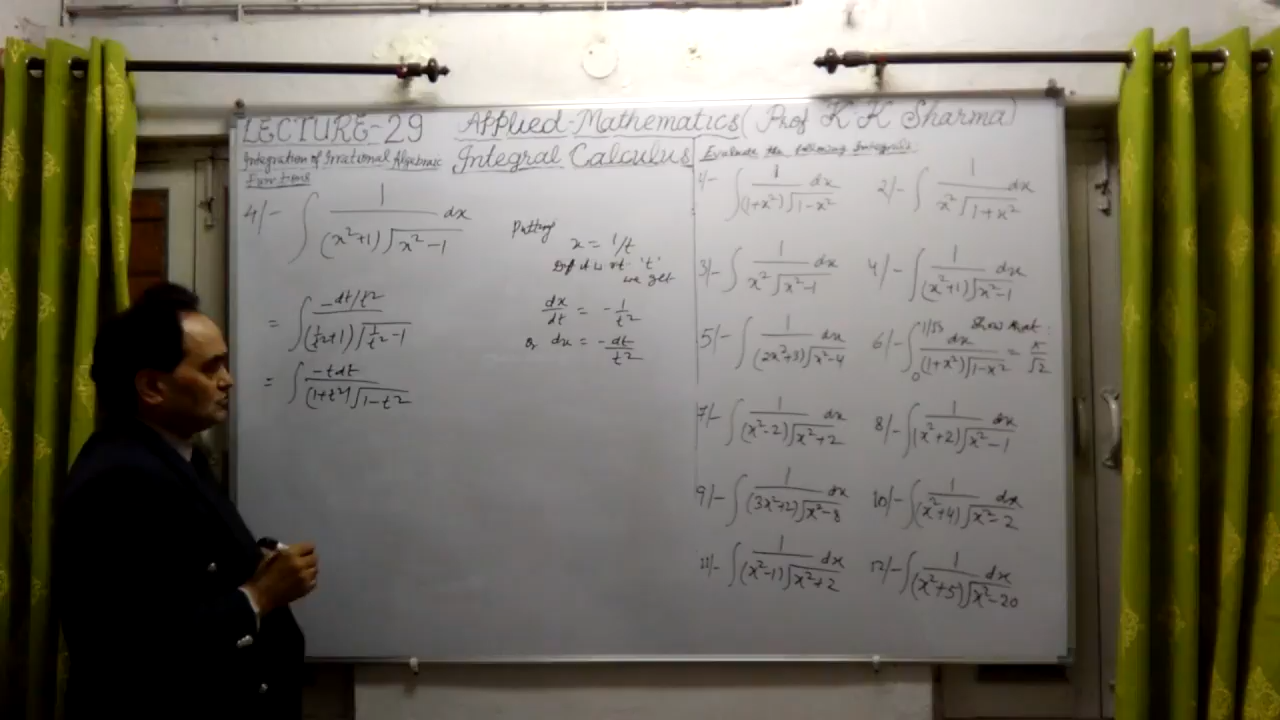 LECTURE-29 Applied-Mathematics (Prof K K Sharma)
Integration of Irrational Algebraic Functions
Integral Calculus
4/- ∫ 1/((x²+1)√(x²-1)) dx
= ∫ (-dt/t²)/((1/t²+1)√(1/t²-1))
= ∫ -tdt/((1+t²)√(1-t²))
Putting
x = 1/t
Diff it w rt 't'
we get
dx/dt = -1/t²
or dx = -dt/t²
Evaluate the following Integrals:
1/- ∫ 1/((1+x²)√(1-x²)) dx
2/- ∫ 1/(x²√(1+x²)) dx
3/- ∫ 1/(x²√(x²-1)) dx
4/- ∫ 1/((x²+1)√(x²-1)) dx
5/- ∫ 1/((2x²+3)√(x²-4)) dx
6/- ∫₀^(1/√3) dx/((1+x²)√(1-x²)) = π/√2 Show that:
7/- ∫ 1/((x²-2)√(x²+2)) dx
8/- ∫ 1/((x²+2)√(x²-1)) dx
9/- ∫ 1/((3x²+2)√(x²-8)) dx
10/- ∫ 1/((x²+4)√(x²-2)) dx
11/- ∫ 1/((x²-1)√(x²+2)) dx
12/- ∫ 1/((x²+5)√(x²-20)) dx